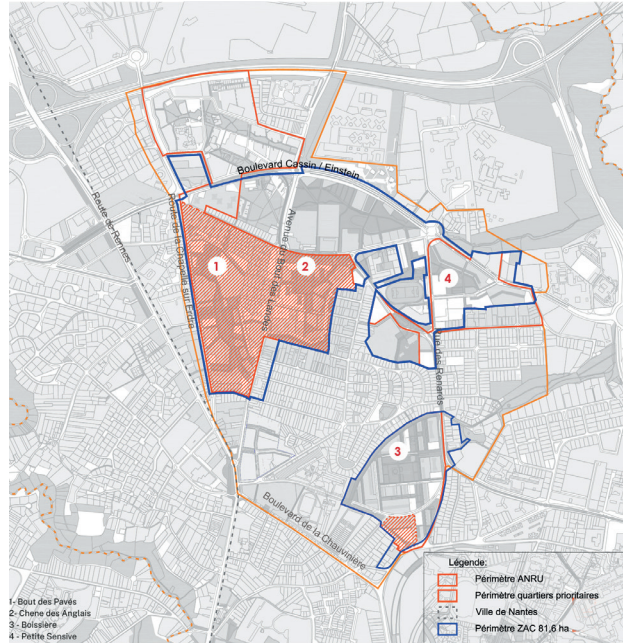 Boulevard Cassin / Einstein
Route de Rennes
Route de la Chapelle sur Erdre
Avenue du Bout des Landes
1
2
4
Rue des Renards
3
Boulevard de la Chauvinière
Légende:
Périmètre ANRU
Périmètre quartiers prioritaires
Ville de Nantes
Périmètre ZAC 81,6 ha
1- Bout des Pavés
2- Chene des Anglais
3 - Boissière
4 - Petite Sensive